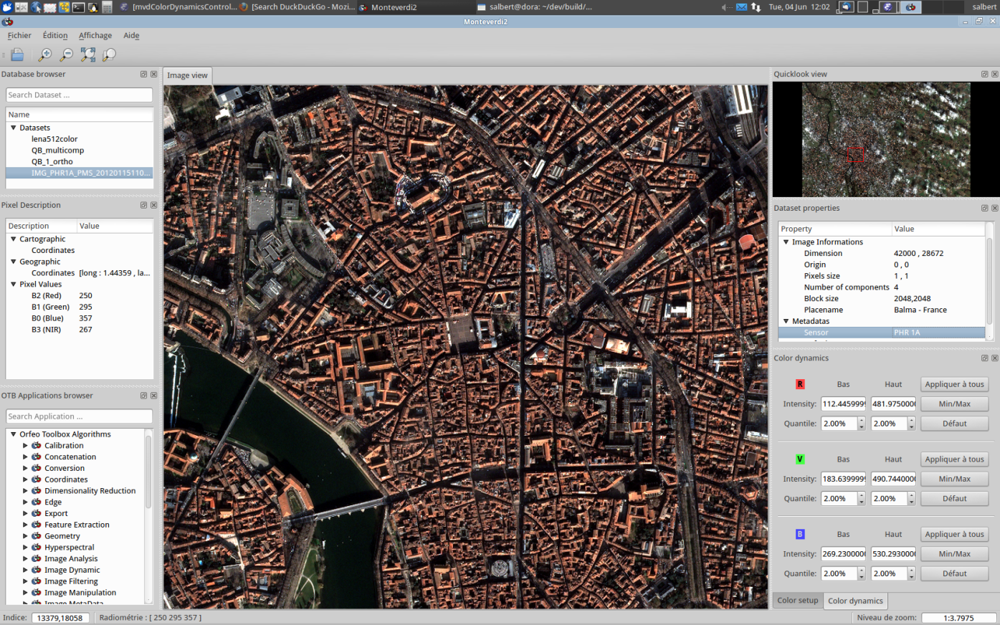 [mvdColorDynamicsControl... [Search DuckDuckGo - Mozi... Monteverdi2 salbert@dora: ~/dev/build/... Tue, 04 Jun 12:02 salbert
Monteverdi2
Fichier Édition Affichage Aide
Database browser
Search Dataset ...
Name
Datasets
lena512color
QB_multicomp
QB_1_ortho
IMG_PHR1A_PMS_20120115110...
Pixel Description
Description Value
Cartographic
Coordinates
Geographic
Coordinates [long : 1.44359 , la...
Pixel Values
B2 (Red) 250
B1 (Green) 295
B0 (Blue) 357
B3 (NIR) 267
OTB Applications browser
Search Application ...
Orfeo Toolbox Algorithms
Calibration
Concatenation
Conversion
Coordinates
Dimensionality Reduction
Edge
Export
Feature Extraction
Geometry
Hyperspectral
Image Analysis
Image Dynamic
Image Filtering
Image Manipulation
Image MetaData
Image view
Quicklook view
Dataset properties
Property Value
Image Informations
Dimension 42000 , 28672
Origin 0 , 0
Pixels size 1 , 1
Number of components 4
Block size 2048,2048
Placename Balma - France
Metadatas
Sensor PHR 1A
Color dynamics
R Bas Haut Appliquer à tous
Intensity: 112.4459999 481.9750000 Min/Max
Quantile: 2.00% 2.00% Défaut
V Bas Haut Appliquer à tous
Intensity: 183.6399999 490.7440000 Min/Max
Quantile: 2.00% 2.00% Défaut
B Bas Haut Appliquer à tous
Intensity: 269.2300000 530.2930000 Min/Max
Quantile: 2.00% 2.00% Défaut
Color setup Color dynamics
Indice: 13379,18058 Radiométrie : [ 250 295 357 ] Niveau de zoom: 1:3.7975